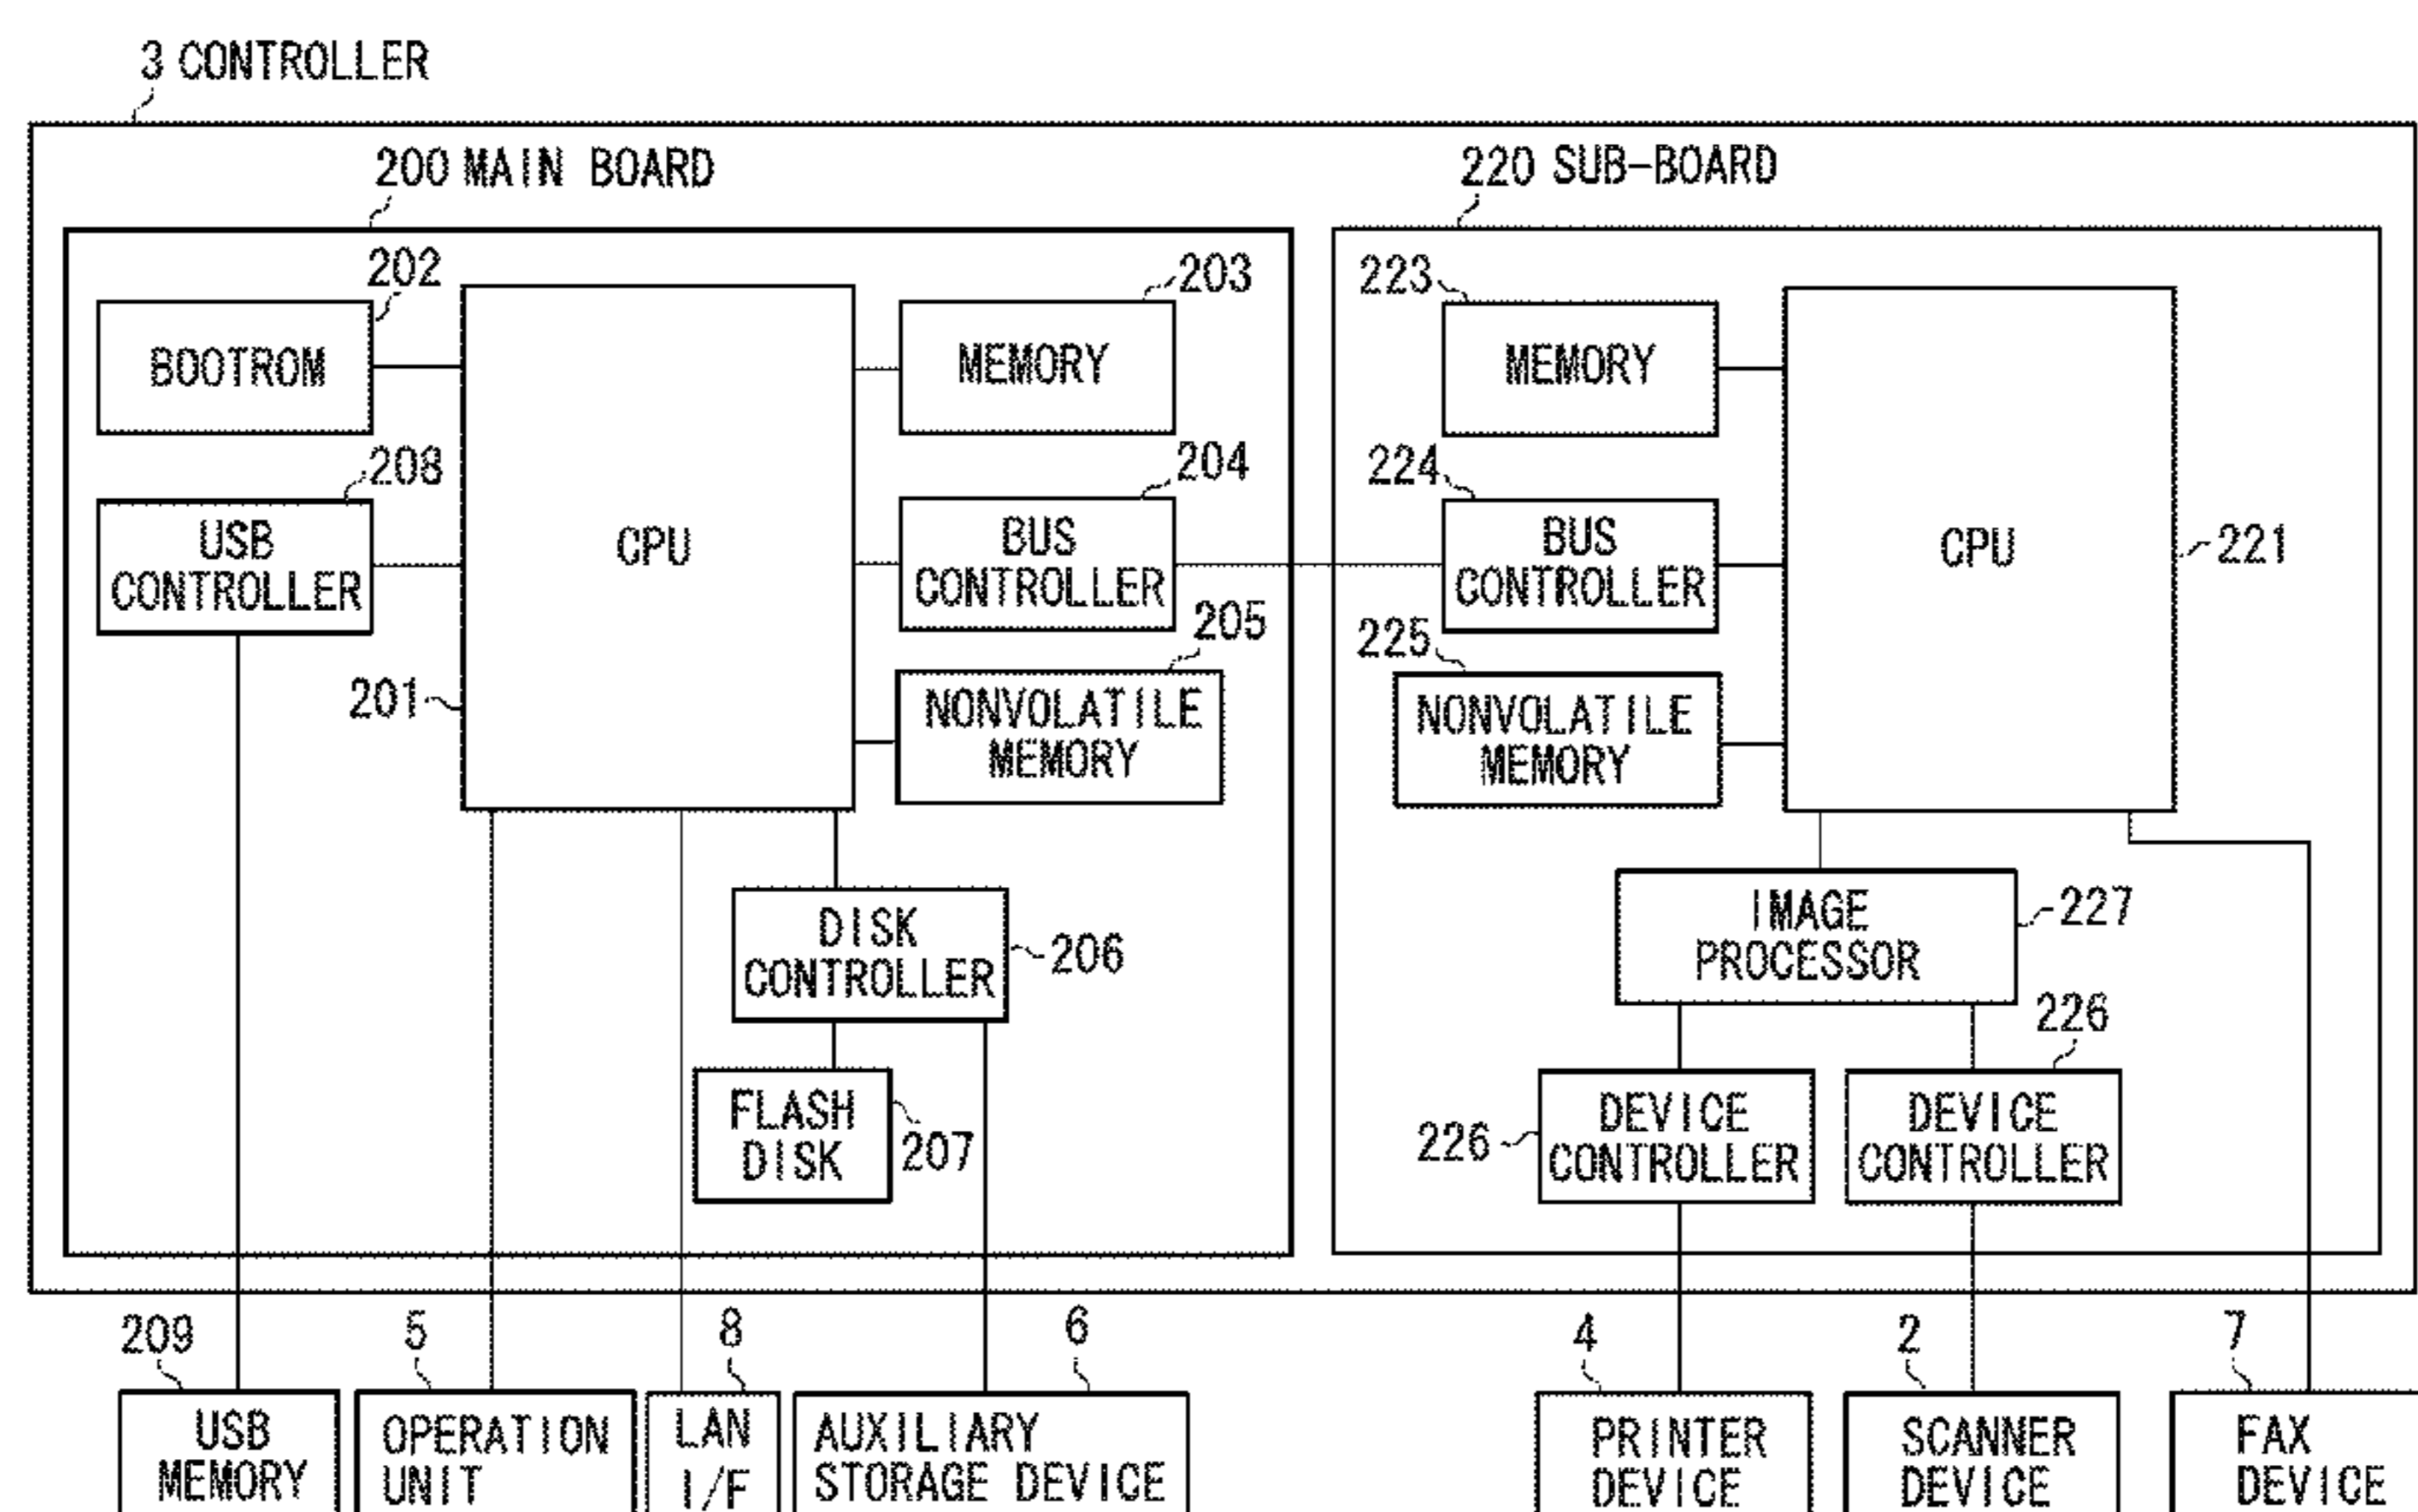 3 CONTROLLER
200 MAIN BOARD
220 SUB-BOARD
202
203
223
BOOTROM
MEMORY
MEMORY
208
204
224
USB
CONTROLLER
CPU
BUS
CONTROLLER
BUS
CONTROLLER
CPU
221
205
225
201
NONVOLATILE
MEMORY
NONVOLATILE
MEMORY
DISK
CONTROLLER
206
IMAGE
PROCESSOR
227
226
FLASH
DISK
207
226
DEVICE
CONTROLLER
DEVICE
CONTROLLER
209
5
8
6
4
2
7
USB
MEMORY
OPERATION
UNIT
LAN
I/F
AUXILIARY
STORAGE DEVICE
PRINTER
DEVICE
SCANNER
DEVICE
FAX
DEVICE